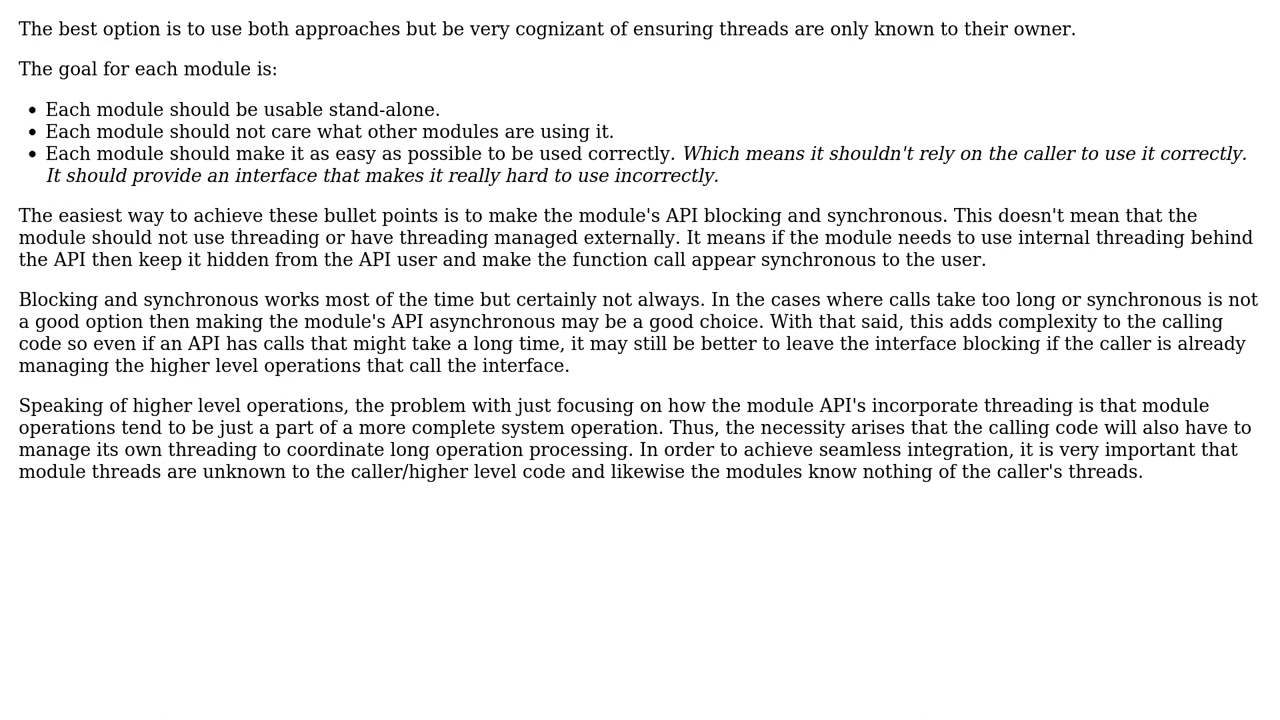 The best option is to use both approaches but be very cognizant of ensuring threads are only known to their owner.
The goal for each module is:
• Each module should be usable stand-alone.
• Each module should not care what other modules are using it.
• Each module should make it as easy as possible to be used correctly. Which means it shouldn't rely on the caller to use it correctly.
It should provide an interface that makes it really hard to use incorrectly.
The easiest way to achieve these bullet points is to make the module's API blocking and synchronous. This doesn't mean that the
module should not use threading or have threading managed externally. It means if the module needs to use internal threading behind
the API then keep it hidden from the API user and make the function call appear synchronous to the user.
Blocking and synchronous works most of the time but certainly not always. In the cases where calls take too long or synchronous is not
a good option then making the module's API asynchronous may be a good choice. With that said, this adds complexity to the calling
code so even if an API has calls that might take a long time, it may still be better to leave the interface blocking if the caller is already
managing the higher level operations that call the interface.
Speaking of higher level operations, the problem with just focusing on how the module API's incorporate threading is that module
operations tend to be just a part of a more complete system operation. Thus, the necessity arises that the calling code will also have to
manage its own threading to coordinate long operation processing. In order to achieve seamless integration, it is very important that
module threads are unknown to the caller/higher level code and likewise the modules know nothing of the caller's threads.